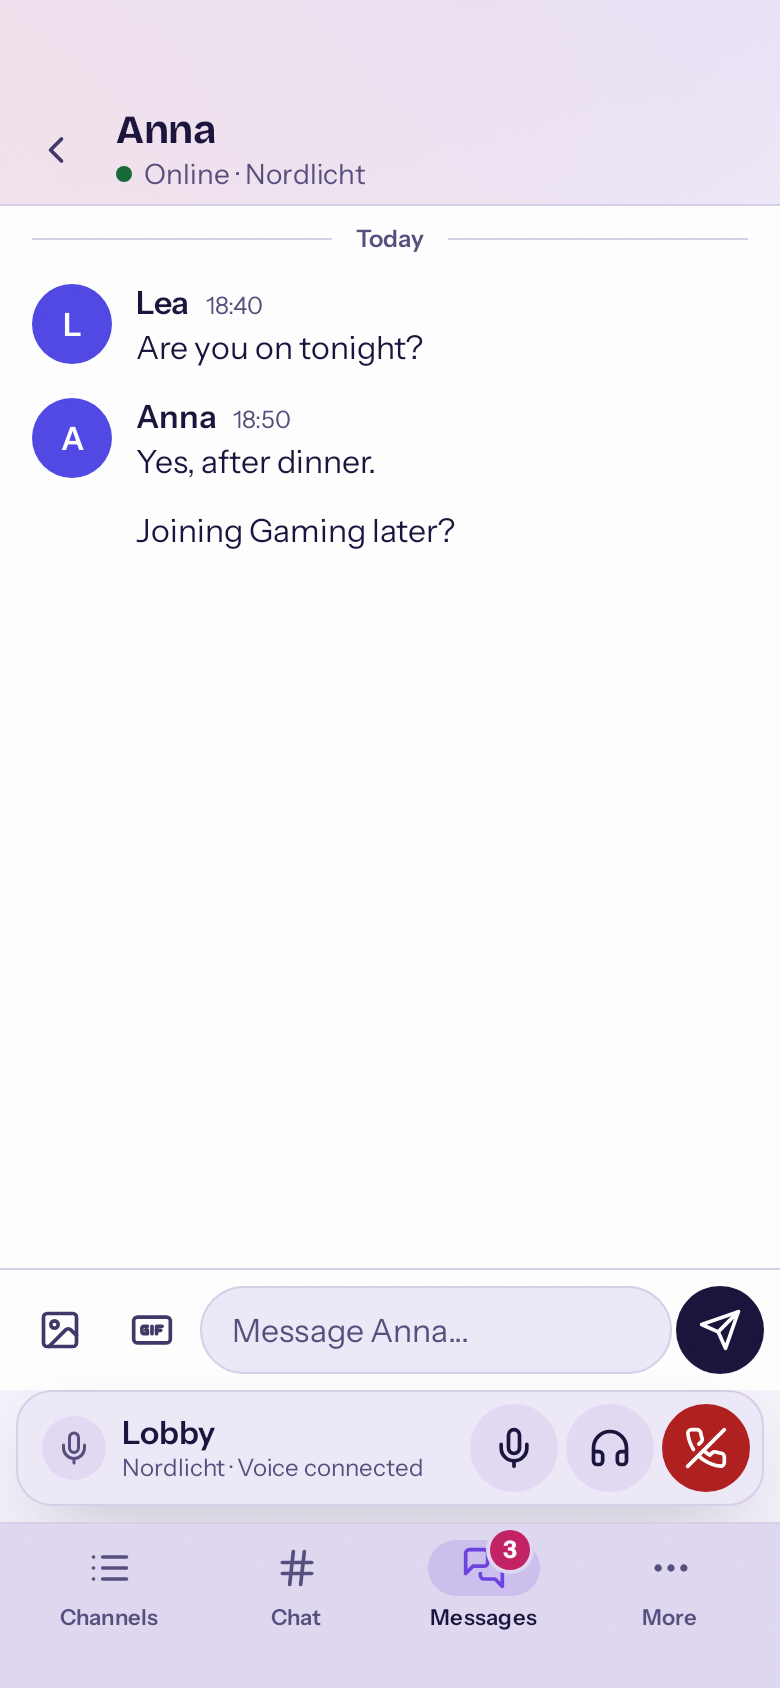 Anna
Online · Nordlicht
Today
Lea 18:40
L
Are you on tonight?
Anna 18:50
A
Yes, after dinner.
Joining Gaming later?
GIF
Message Anna...
Lobby
Nordlicht · Voice connected
3
Channels
Chat
Messages
More